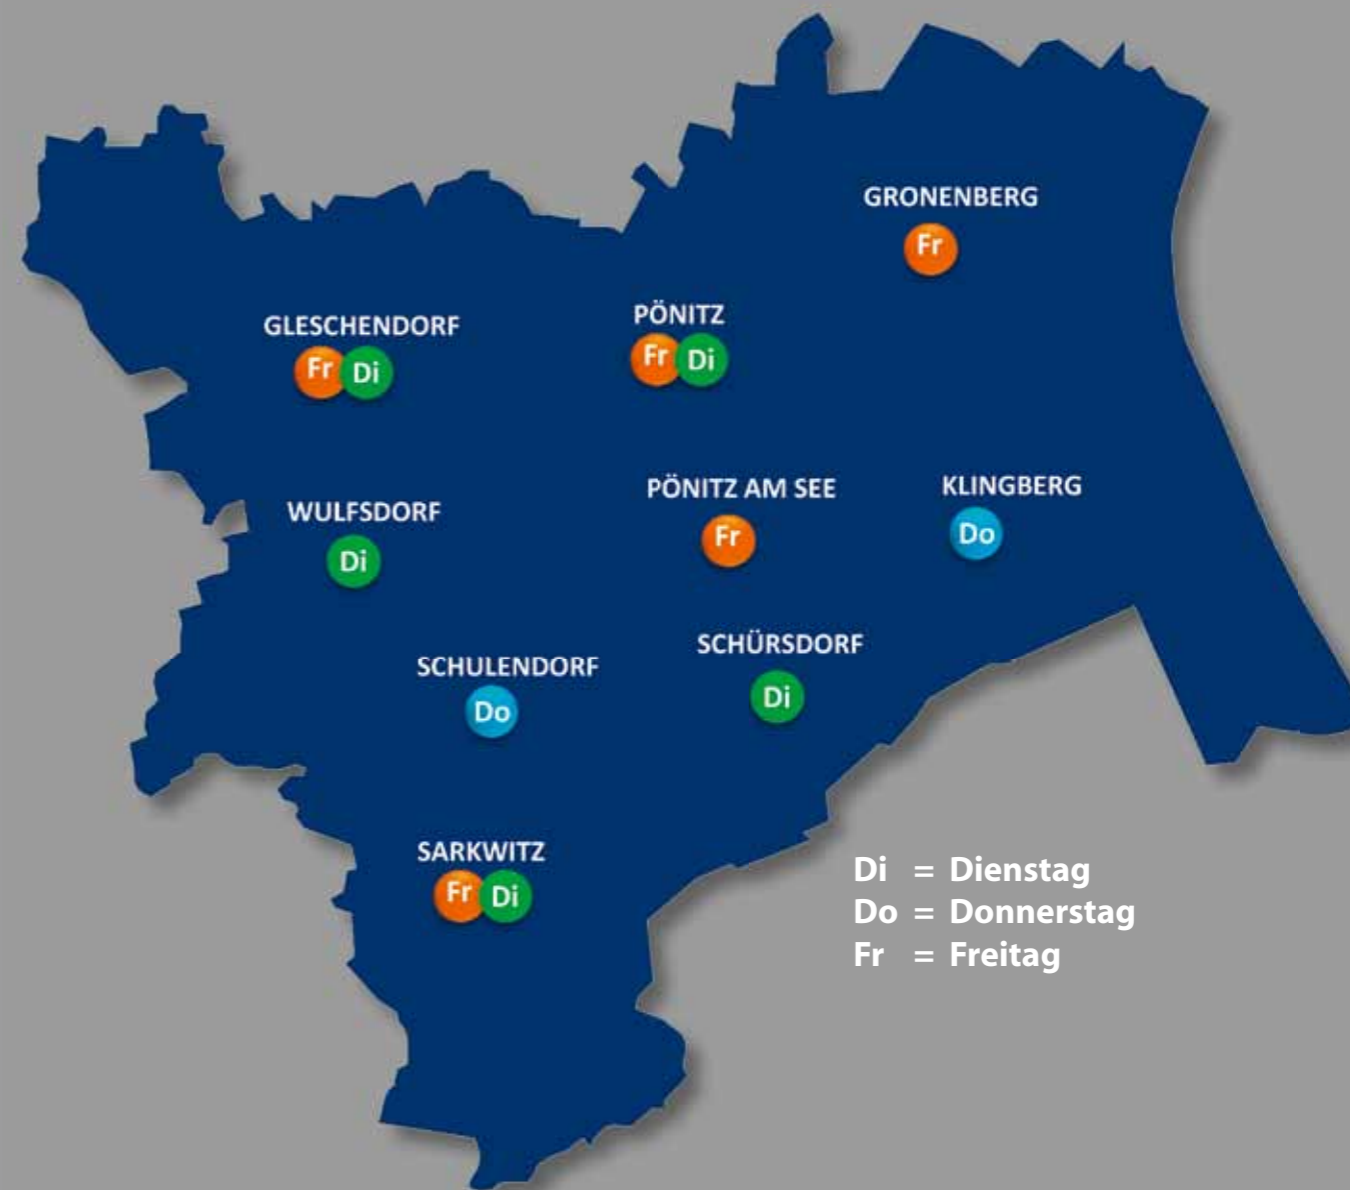 GRONENBERG
Fr
PÖNITZ
Fr Di
GLESCHENDORF
Fr Di
KLINGBERG
Do
PÖNITZ AM SEE
Fr
WULFSDORF
Di
SCHÜRSDORF
Di
SCHULENDORF
Do
SARKWITZ
Fr Di
Di = Dienstag
Do = Donnerstag
Fr = Freitag